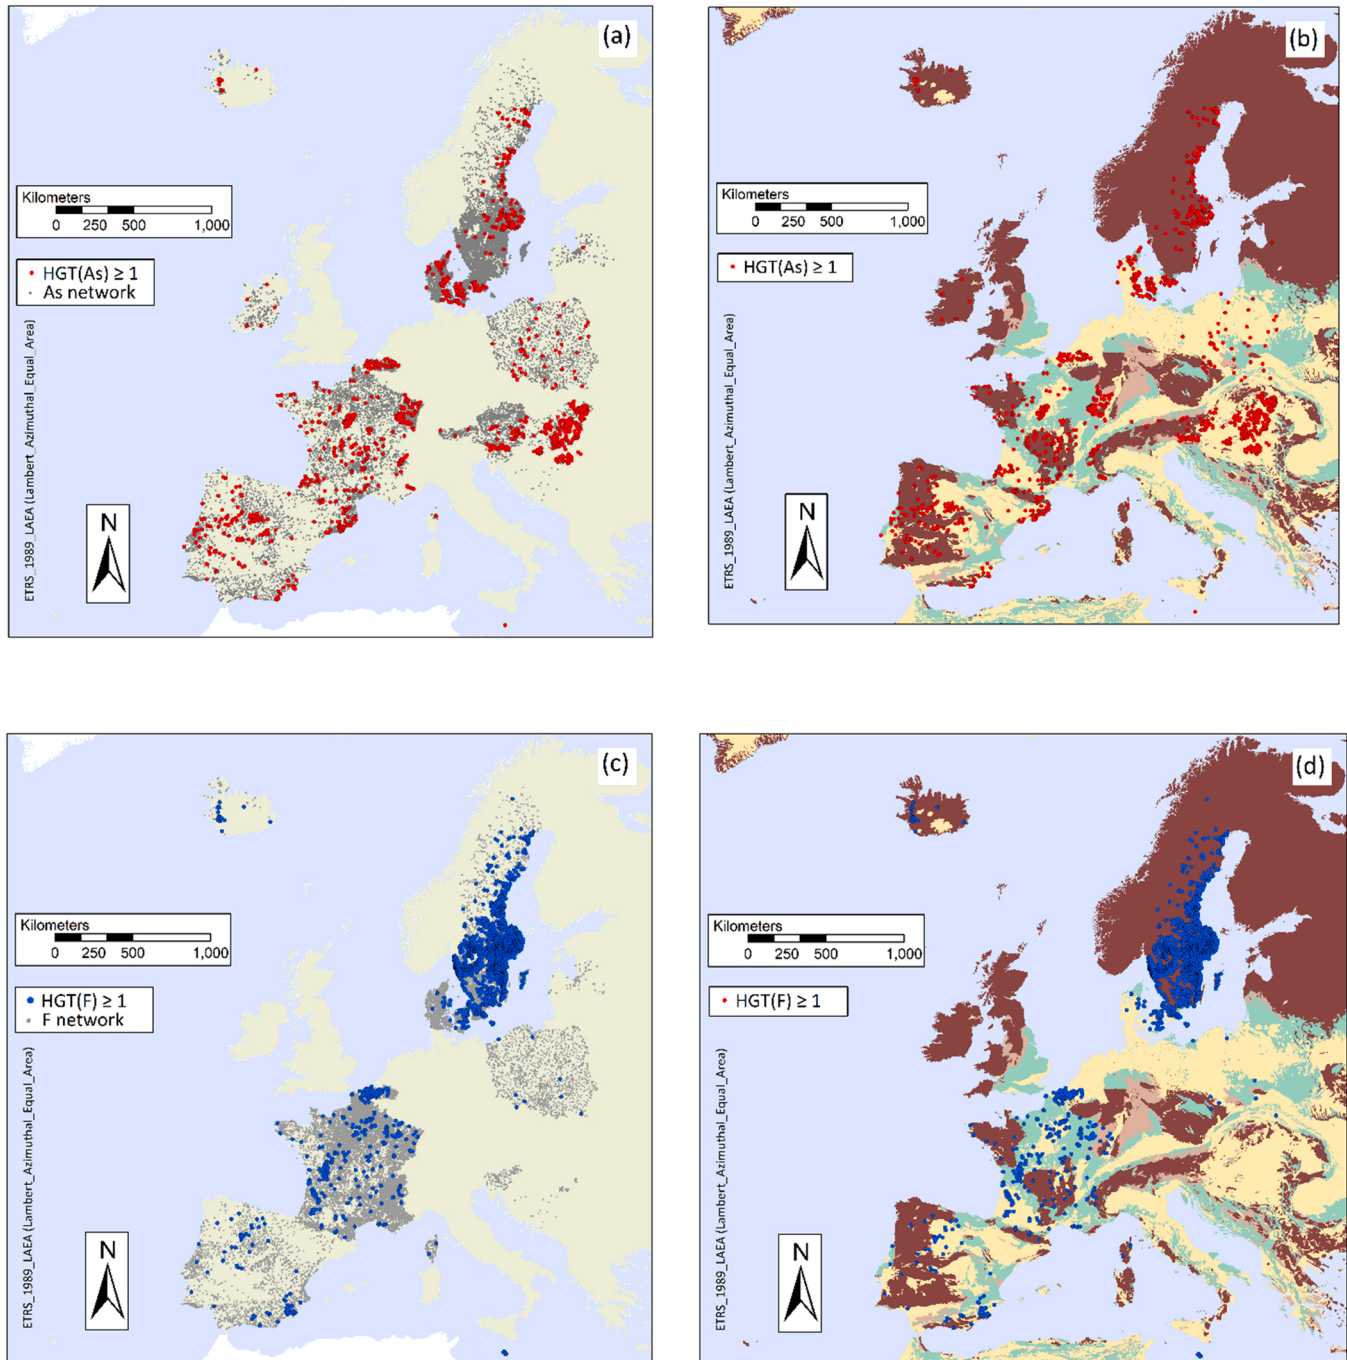 (a)
Kilometers
0 250 500 1,000
HGT(As) ≥ 1
As network
ETRS_1989_LAEA (Lambert_Azimuthal_Equal_Area)
N
(b)
Kilometers
0 250 500 1,000
HGT(As) ≥ 1
ETRS_1989_LAEA (Lambert_Azimuthal_Equal_Area)
N
(c)
Kilometers
0 250 500 1,000
HGT(F) ≥ 1
F network
ETRS_1989_LAEA (Lambert_Azimuthal_Equal_Area)
N
(d)
Kilometers
0 250 500 1,000
HGT(F) ≥ 1
ETRS_1989_LAEA (Lambert_Azimuthal_Equal_Area)
N